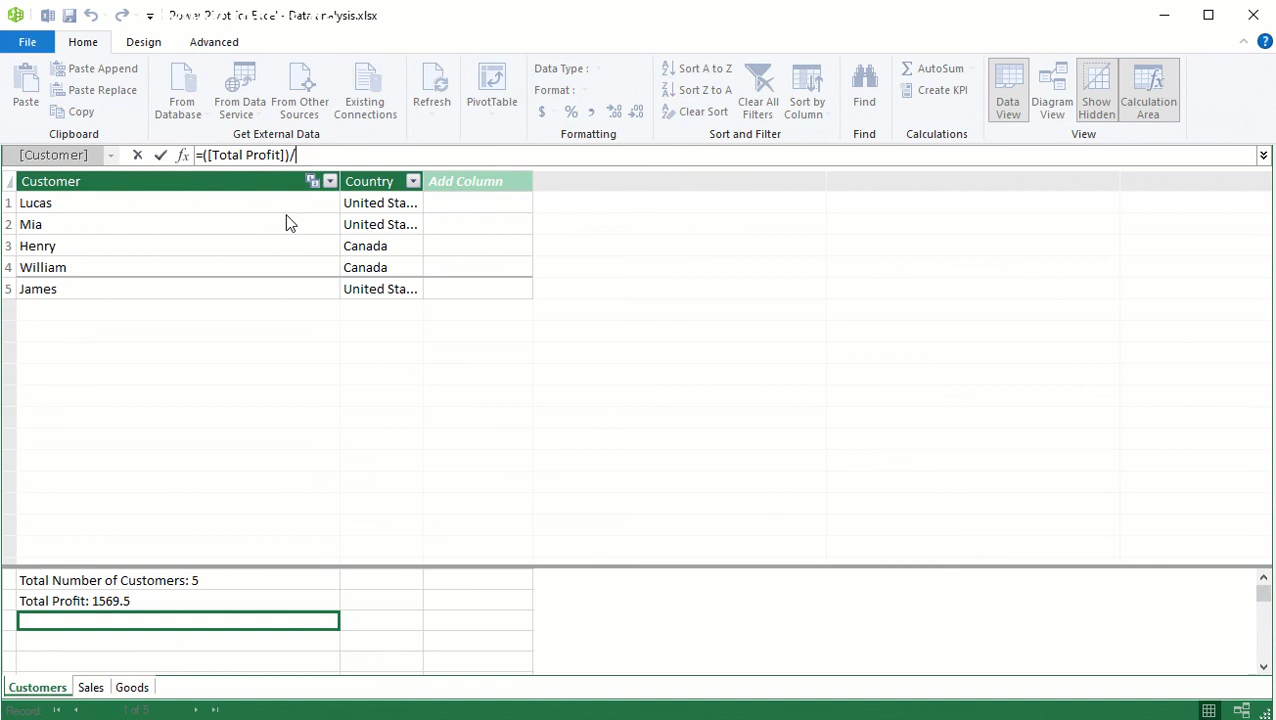 Power Pivot for Excel - Data analysis.xlsx
File Home Design Advanced
Paste Paste Append Paste Replace Copy
Clipboard
From Database From Data Service From Other Sources Existing Connections
Get External Data
Refresh
PivotTable
Data Type :
Format :
$ % ,
Formatting
Sort A to Z
Sort Z to A
Clear Sort
Clear All Filters
Sort by Column
Sort and Filter
Find
Find
AutoSum
Create KPI
Calculations
Data View
Diagram View
Show Hidden
Calculation Area
View
[Customer] fx =([Total Profit])/
Customer Country Add Column
1 Lucas United Sta...
2 Mia United Sta...
3 Henry Canada
4 William Canada
5 James United Sta...
Total Number of Customers: 5
Total Profit: 1569.5
Customers Sales Goods
Record: 1 of 5